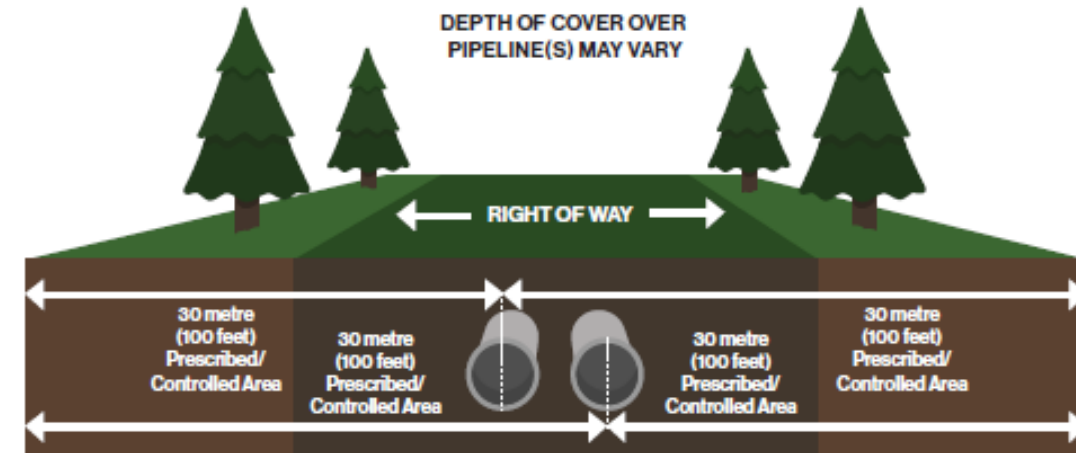 DEPTH OF COVER OVER
PIPELINE(S) MAY VARY
RIGHT OF WAY
30 metre
(100 feet)
Prescribed/
Controlled Area
30 metre
(100 feet)
Prescribed/
Controlled Area
30 metre
(100 feet)
Prescribed/
Controlled Area
30 metre
(100 feet)
Prescribed/
Controlled Area